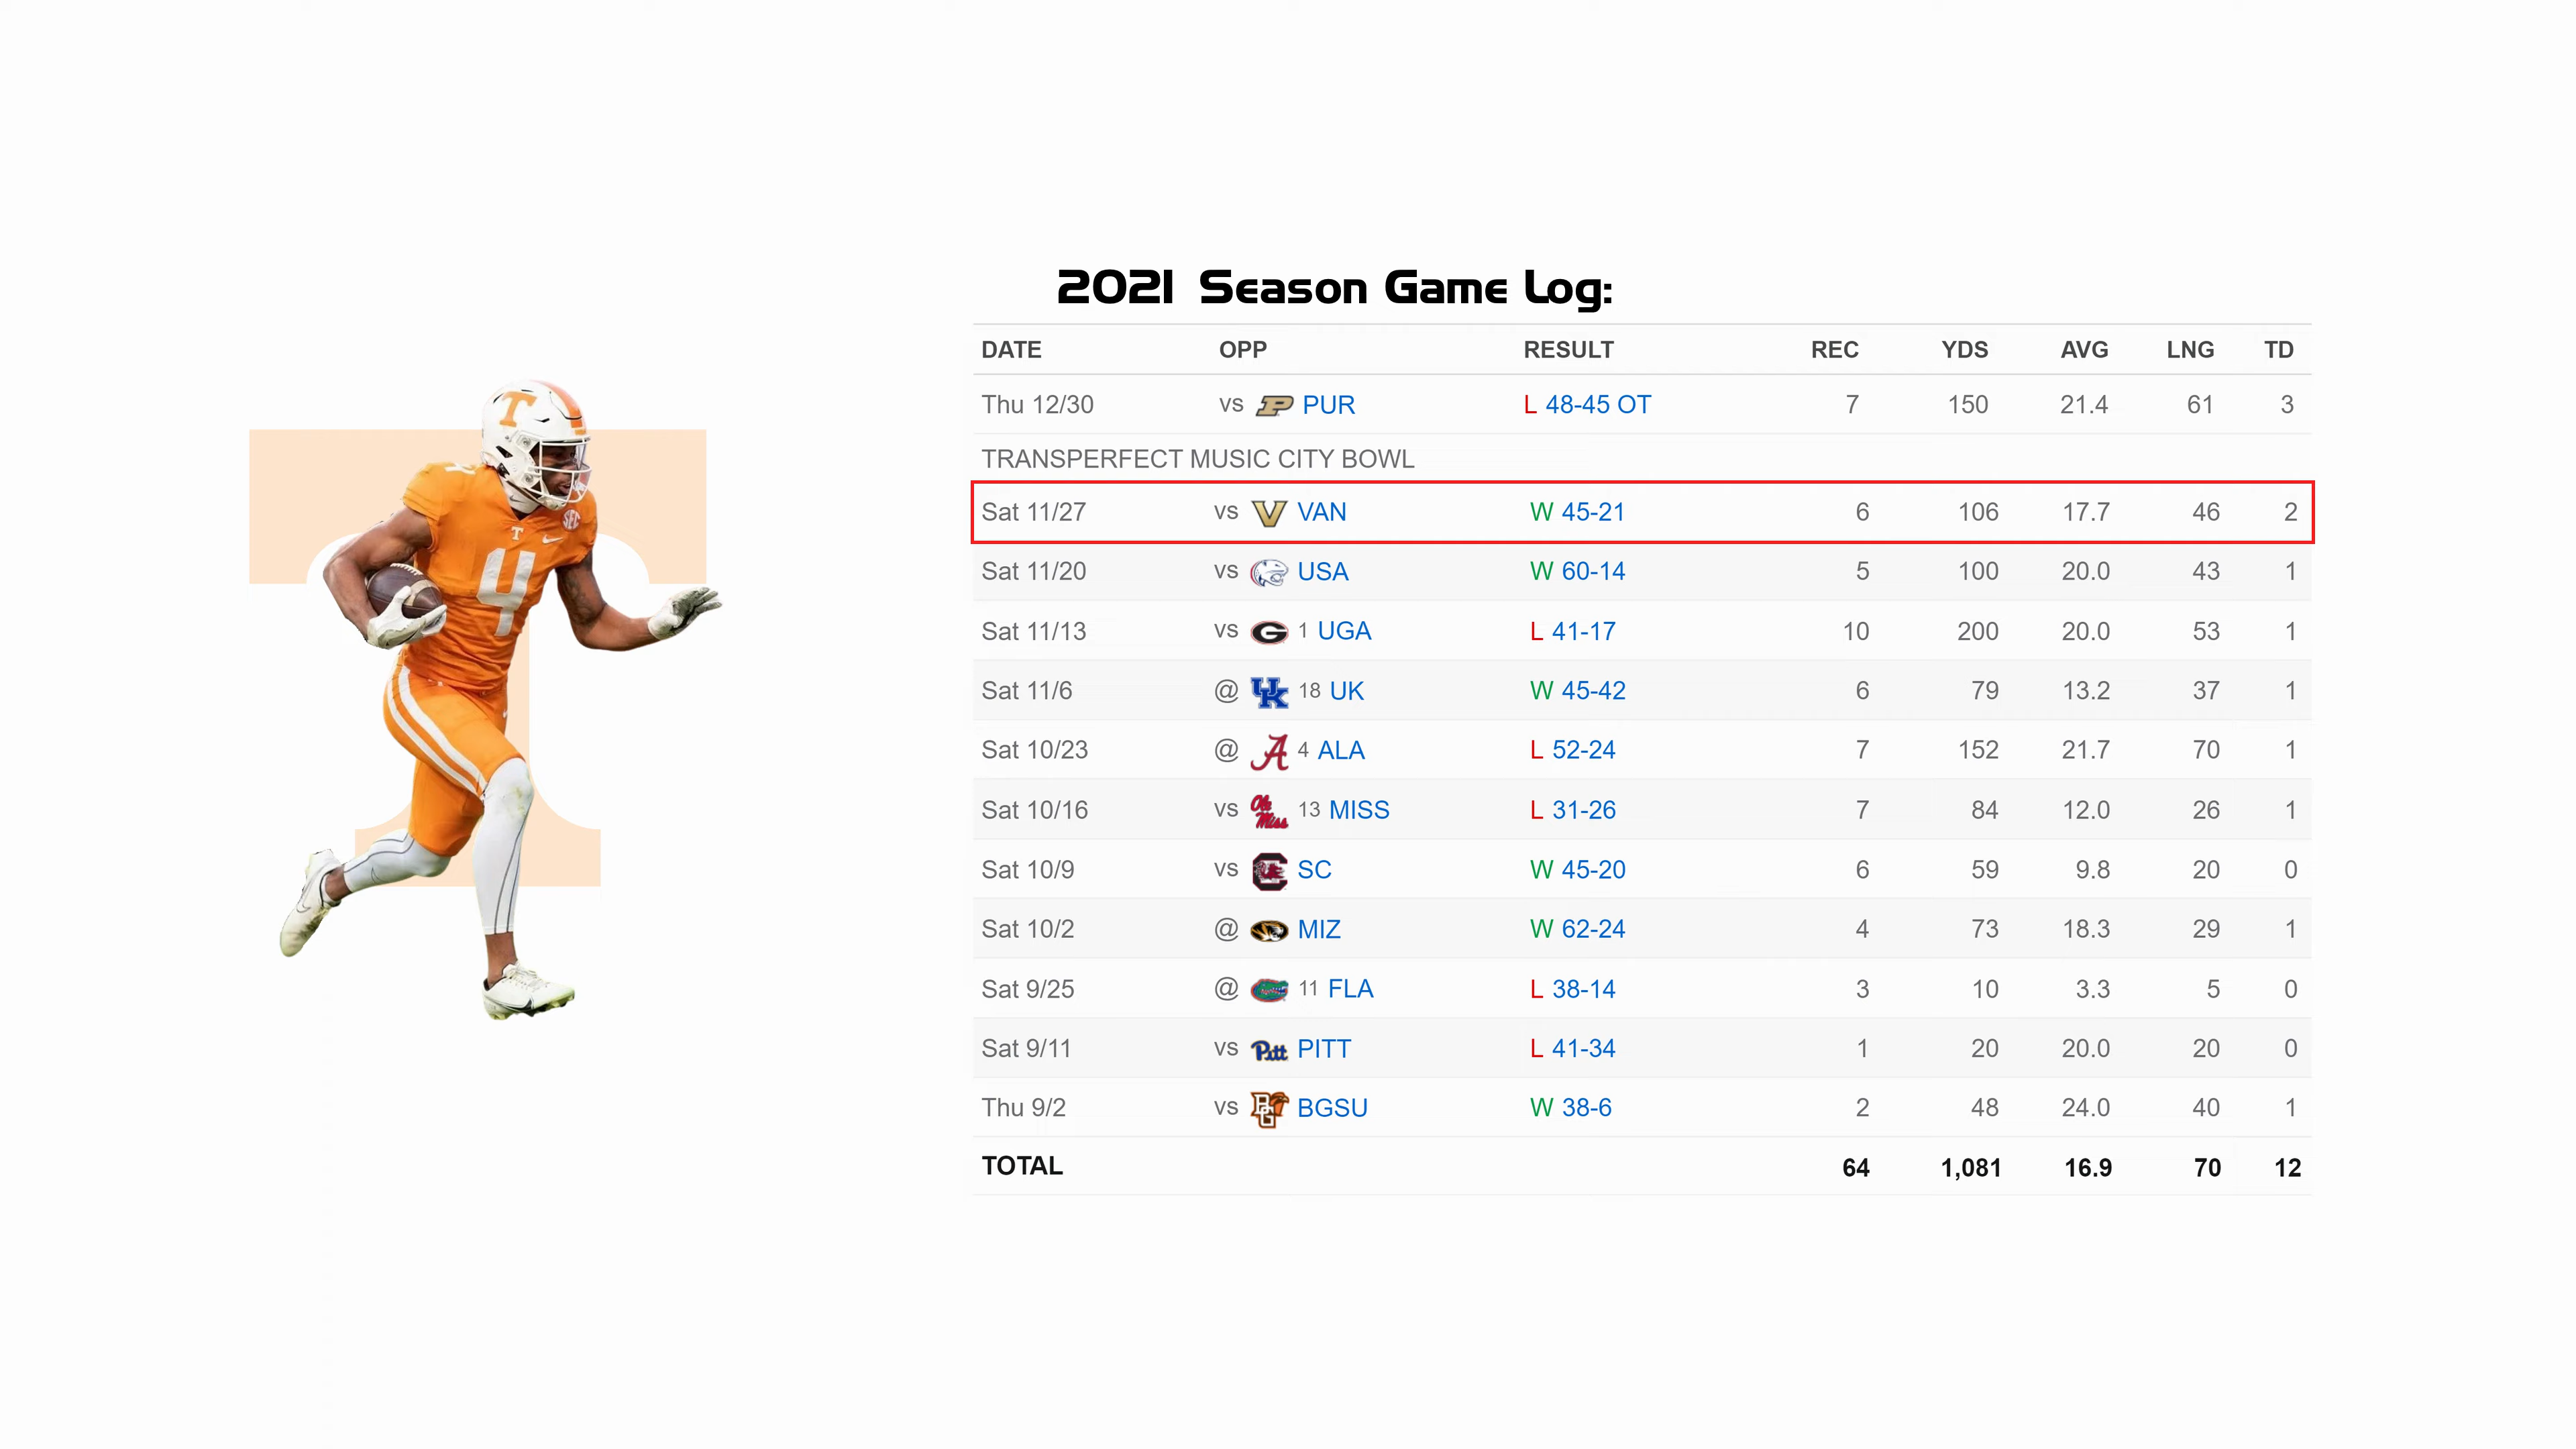 2021 Season Game Log:
DATE OPP RESULT REC YDS AVG LNG TD
Thu 12/30 vs P PUR L 48-45 OT 7 150 21.4 61 3
TRANSPERFECT MUSIC CITY BOWL
Sat 11/27 vs V VAN W 45-21 6 106 17.7 46 2
Sat 11/20 vs USA W 60-14 5 100 20.0 43 1
Sat 11/13 vs G 1 UGA L 41-17 10 200 20.0 53 1
Sat 11/6 @ UK 18 UK W 45-42 6 79 13.2 37 1
Sat 10/23 @ A 4 ALA L 52-24 7 152 21.7 70 1
Sat 10/16 vs Ole Miss 13 MISS L 31-26 7 84 12.0 26 1
Sat 10/9 vs C SC W 45-20 6 59 9.8 20 0
Sat 10/2 @ MIZ W 62-24 4 73 18.3 29 1
Sat 9/25 @ 11 FLA L 38-14 3 10 3.3 5 0
Sat 9/11 vs Pitt PITT L 41-34 1 20 20.0 20 0
Thu 9/2 vs BG BGSU W 38-6 2 48 24.0 40 1
TOTAL 64 1,081 16.9 70 12
T
4
T
SEC
4